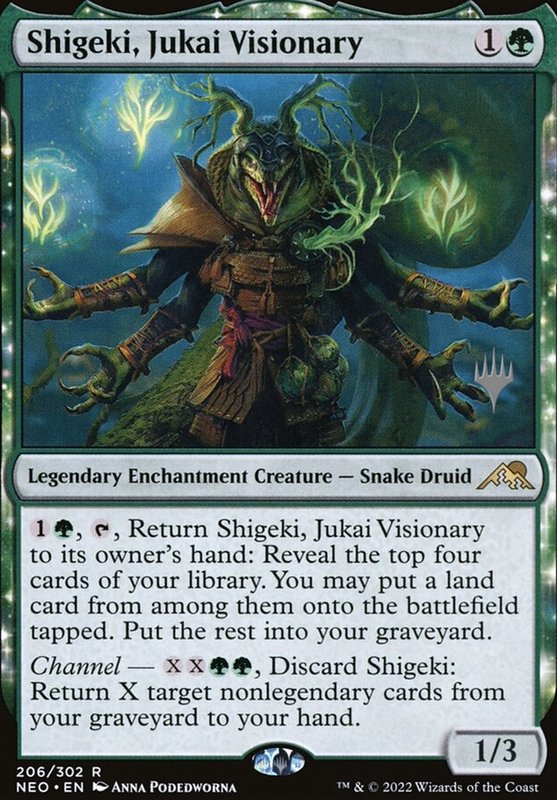 Shigeki, Jukai Visionary 1
Legendary Enchantment Creature — Snake Druid
1, , Return Shigeki, Jukai Visionary
to its owner's hand: Reveal the top four
cards of your library. You may put a land
card from among them onto the battlefield
tapped. Put the rest into your graveyard.
Channel — X X, Discard Shigeki:
Return X target nonlegendary cards from
your graveyard to your hand.
1/3
206/302 R
NEO • EN Anna Podedworna
™ & © 2022 Wizards of the Coast